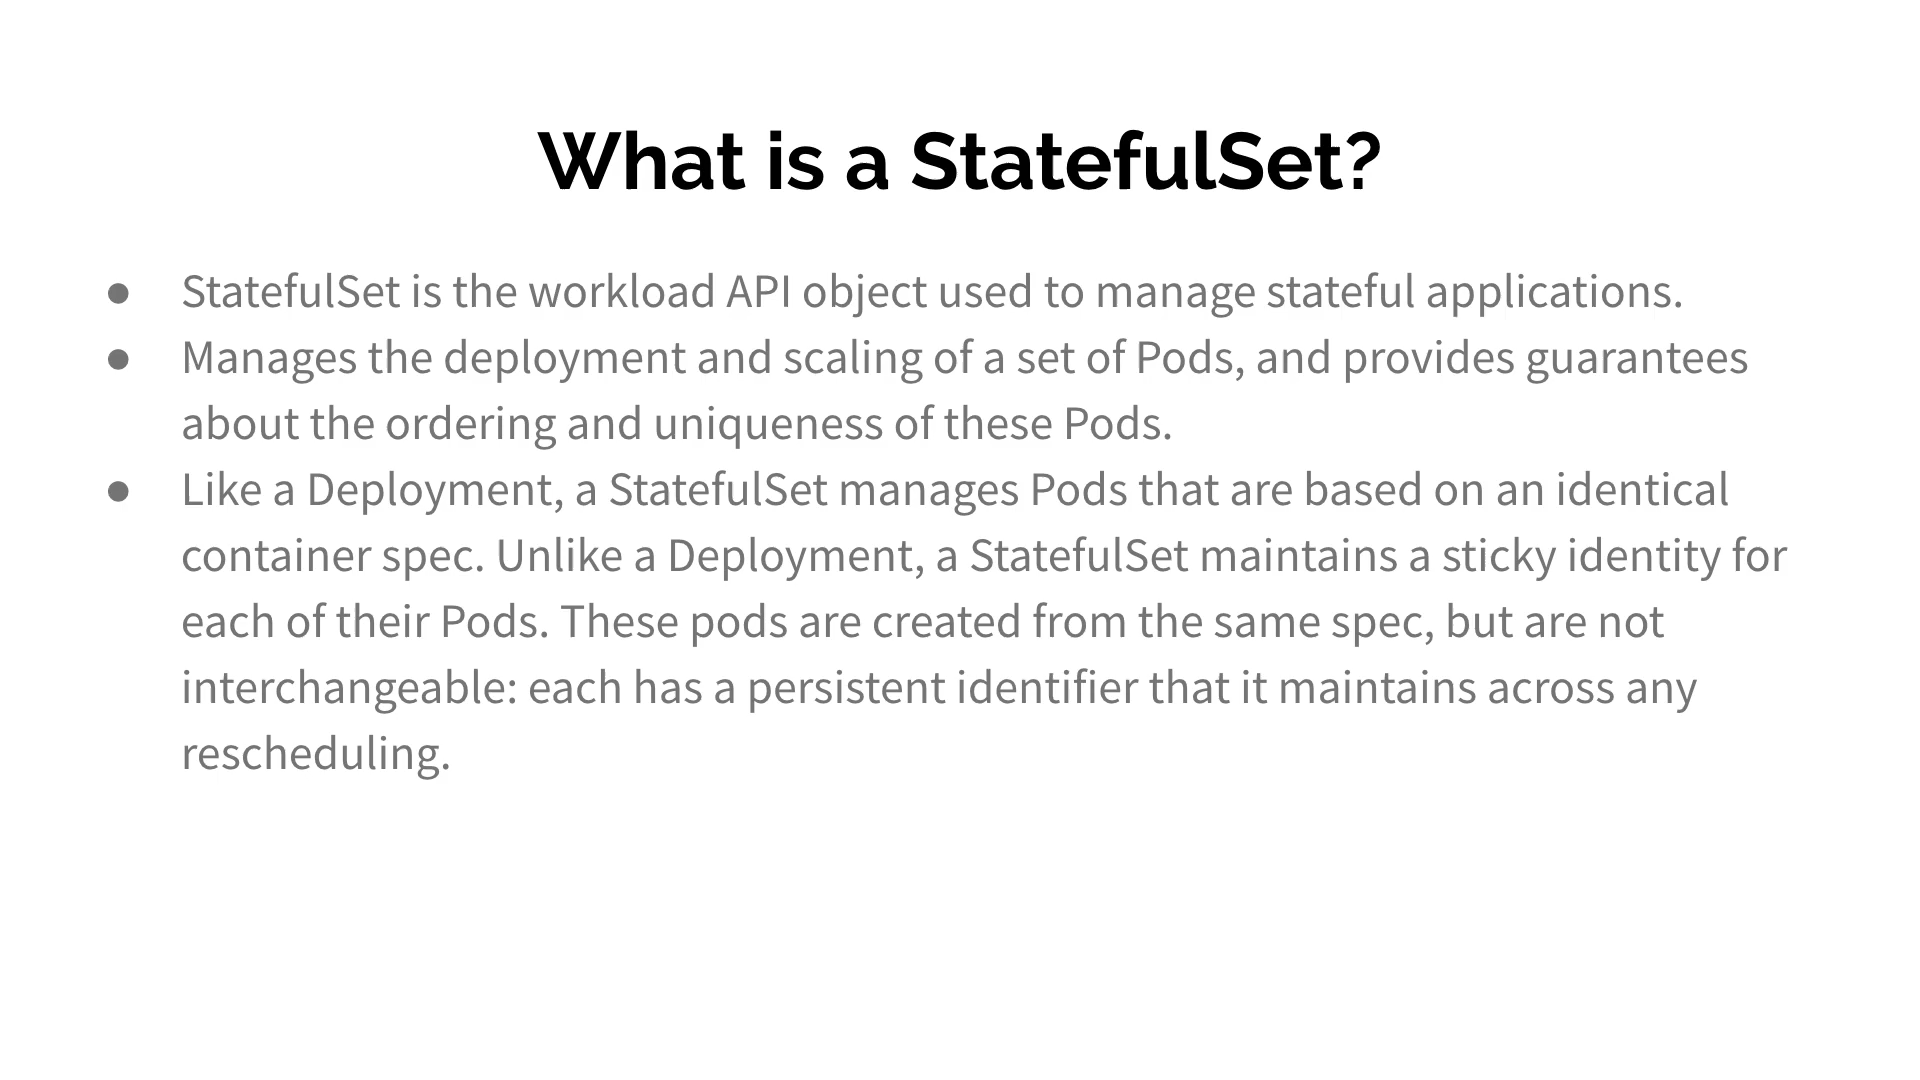 What is a StatefulSet?
● StatefulSet is the workload API object used to manage stateful applications.
● Manages the deployment and scaling of a set of Pods, and provides guarantees
about the ordering and uniqueness of these Pods.
● Like a Deployment, a StatefulSet manages Pods that are based on an identical
container spec. Unlike a Deployment, a StatefulSet maintains a sticky identity for
each of their Pods. These pods are created from the same spec, but are not
interchangeable: each has a persistent identifier that it maintains across any
rescheduling.